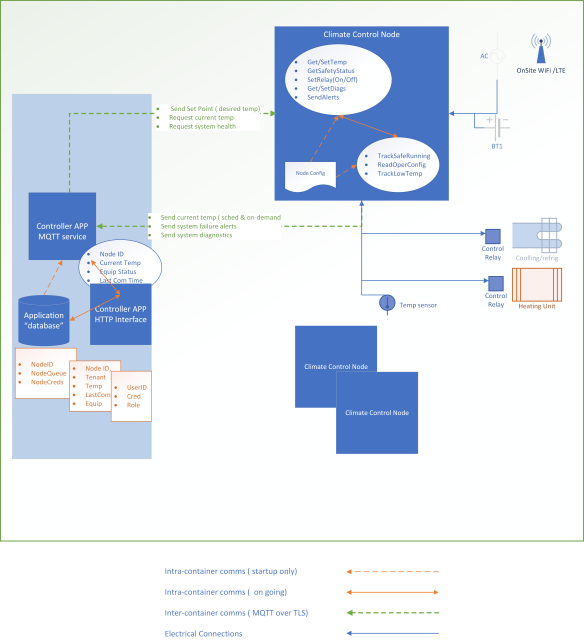 Climate Control Node
Get/SetTemp
GetSafetyStatus
SetRelay(On/Off)
Get/SetDiags
SendAlerts
Node Config
TrackSafeRunning
ReadOperConfig
TrackLowTemp
AC
OnSite WiFi /LTE
BT1
Send Set Point ( desired temp)
Request current temp
Request system health
Send current temp ( sched & on-demand
Send system failure alerts
Send system diagnostics
Controller APP
MQTT service
Node ID
Current Temp
Equip Status
Last Com Time
Controller APP
HTTP Interface
Application
“database”
NodeID
NodeQueue
NodeCreds
Node ID
Tenant
Temp
LastCom
Equip
UserID
Cred
Role
Control
Relay
Coolling/refrig
Control
Relay
Heating Unit
Temp sensor
Climate Control Node
Climate Control Node
Intra-container comms ( startup only)
Intra-container comms (  on going)
Inter-container comms ( MQTT over TLS)
Electrical Connections